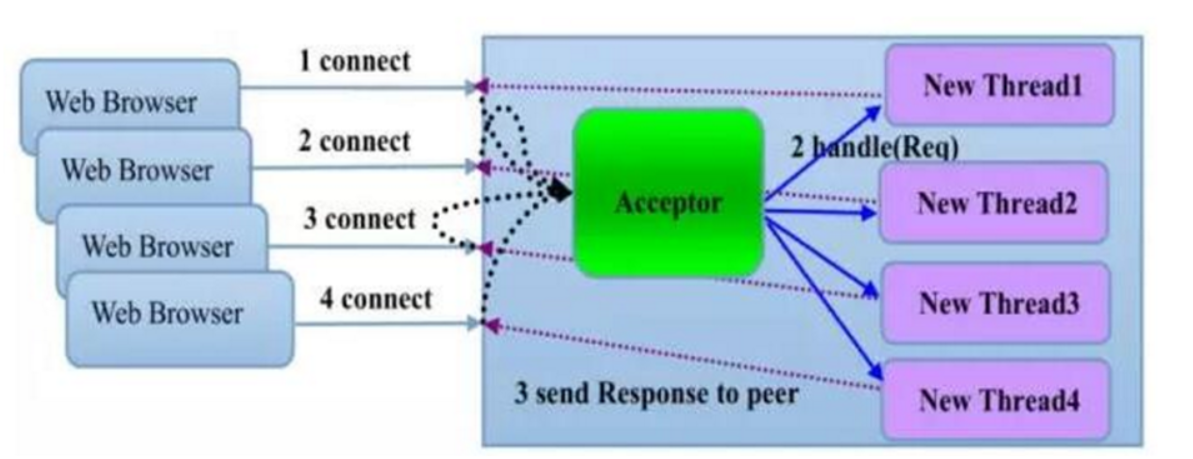 1 connect
New Thread1
Web Browser
2 connect
2 handle(Req)
Web Browser
Acceptor
New Thread2
3 connect
Web Browser
4 connect
New Thread3
Web Browser
3 send Response to peer
New Thread4